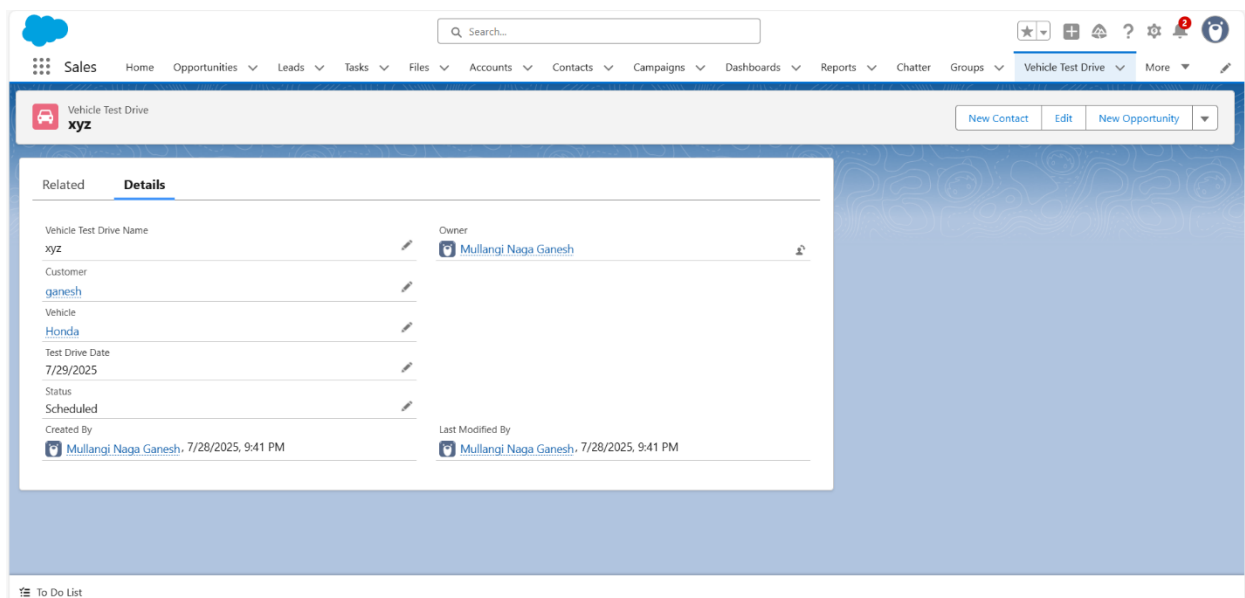 Search...
2
Sales Home Opportunities Leads Tasks Files Accounts Contacts Campaigns Dashboards Reports Chatter Groups Vehicle Test Drive More
Vehicle Test Drive
xyz
New Contact Edit New Opportunity
Related Details
Vehicle Test Drive Name
xyz
Owner
Mullangi Naga Ganesh
Customer
ganesh
Vehicle
Honda
Test Drive Date
7/29/2025
Status
Scheduled
Created By
Mullangi Naga Ganesh, 7/28/2025, 9:41 PM
Last Modified By
Mullangi Naga Ganesh, 7/28/2025, 9:41 PM
To Do List